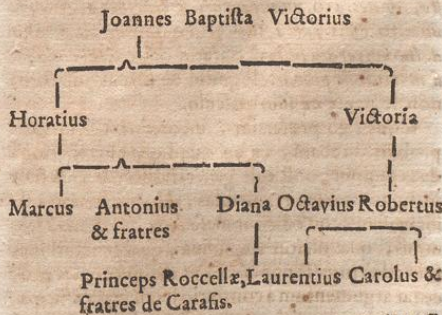 Joannes Baptiſta Victorius
Horatius Victoria
Marcus Antonius Diana Octavius Robertus
& fratres
Princeps Roccellæ, Laurentius Carolus &
fratres de Carafis.